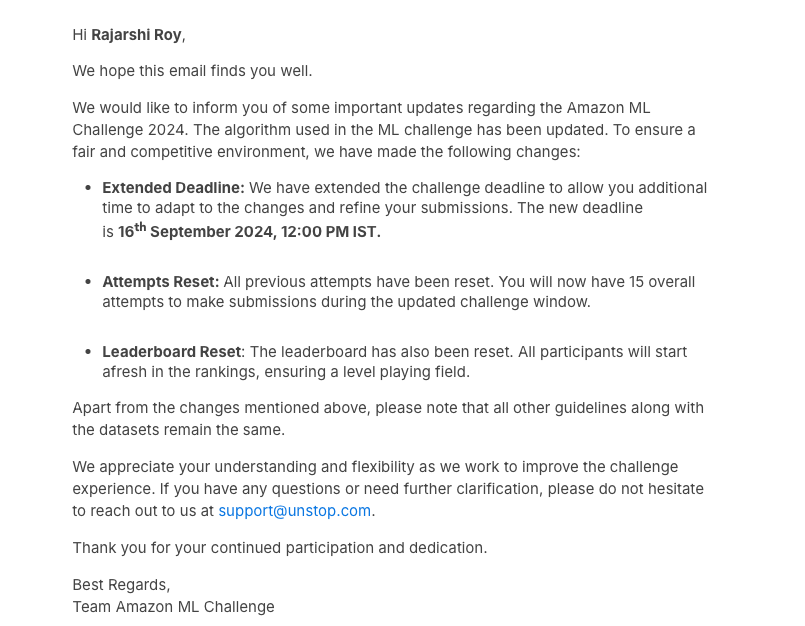 Hi Rajarshi Roy,
We hope this email finds you well.
We would like to inform you of some important updates regarding the Amazon ML
Challenge 2024. The algorithm used in the ML challenge has been updated. To ensure a
fair and competitive environment, we have made the following changes:
• Extended Deadline: We have extended the challenge deadline to allow you additional
time to adapt to the changes and refine your submissions. The new deadline
is 16th September 2024, 12:00 PM IST.
• Attempts Reset: All previous attempts have been reset. You will now have 15 overall
attempts to make submissions during the updated challenge window.
• Leaderboard Reset: The leaderboard has also been reset. All participants will start
afresh in the rankings, ensuring a level playing field.
Apart from the changes mentioned above, please note that all other guidelines along with
the datasets remain the same.
We appreciate your understanding and flexibility as we work to improve the challenge
experience. If you have any questions or need further clarification, please do not hesitate
to reach out to us at support@unstop.com.
Thank you for your continued participation and dedication.
Best Regards,
Team Amazon ML Challenge